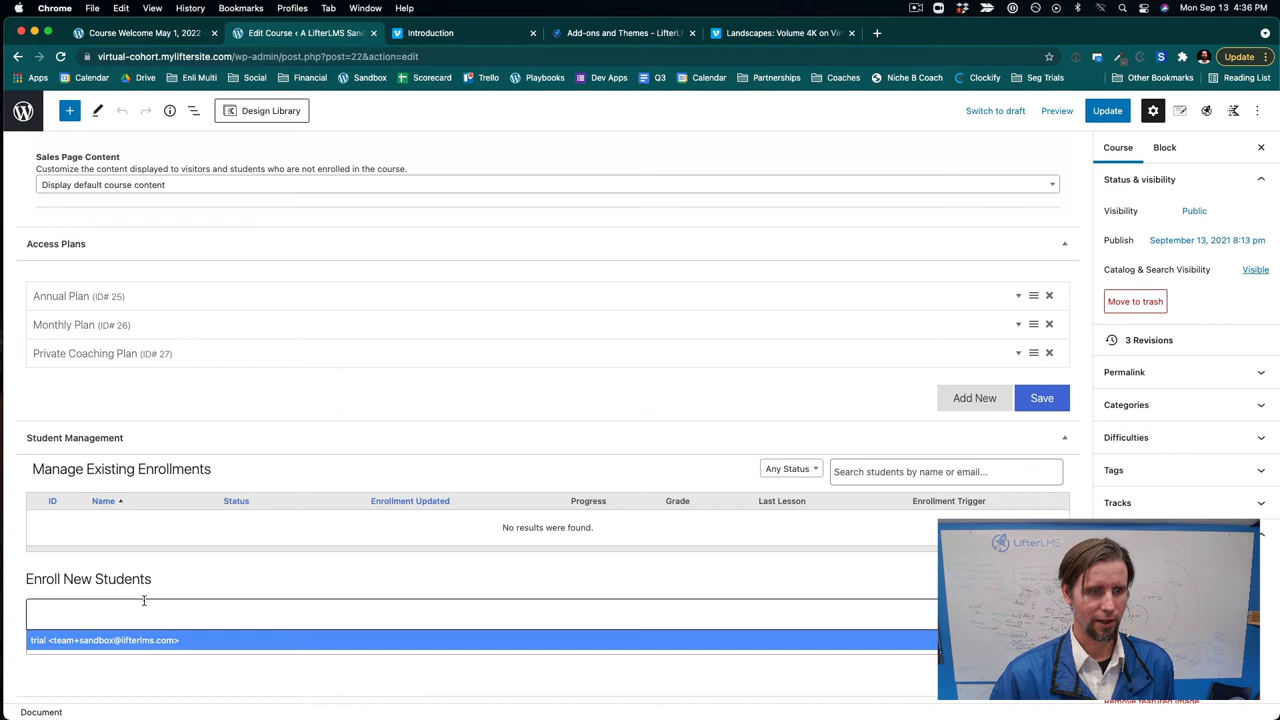 Chrome File Edit View History Bookmarks Profiles Tab Window Help Mon Sep 13 4:36 PM
Course Welcome May 1, 2022 - Edit Course ‹ A LifterLMS San Introduction Add-ons and Themes – LifterL Landscapes: Volume 4K on Vim
virtual-cohort.myliftersite.com/wp-admin/post.php?post=22&action=edit Update
Apps Calendar Drive Enli Multi Social Financial Sandbox Scorecard Trello Playbooks Dev Apps Q3 Calendar Partnerships Coaches Niche B Coach Clockify Seg Trials Other Bookmarks Reading List
Design Library Switch to draft Preview Update
Sales Page Content
Customize the content displayed to visitors and students who are not enrolled in the course.
Display default course content
Access Plans
Annual Plan (ID# 25)
Monthly Plan (ID# 26)
Private Coaching Plan (ID# 27)
Add New Save
Student Management
Manage Existing Enrollments Any Status Search students by name or email...
ID Name Status Enrollment Updated Progress Grade Last Lesson Enrollment Trigger
No results were found.
Enroll New Students
trial <team+sandbox@lifterlms.com>
Document
Course Block
Status & visibility
Visibility Public
Publish September 13, 2021 8:13 pm
Catalog & Search Visibility Visible
Move to trash
3 Revisions
Permalink
Categories
Difficulties
Tags
Tracks
LifterLMS
Remove featured image